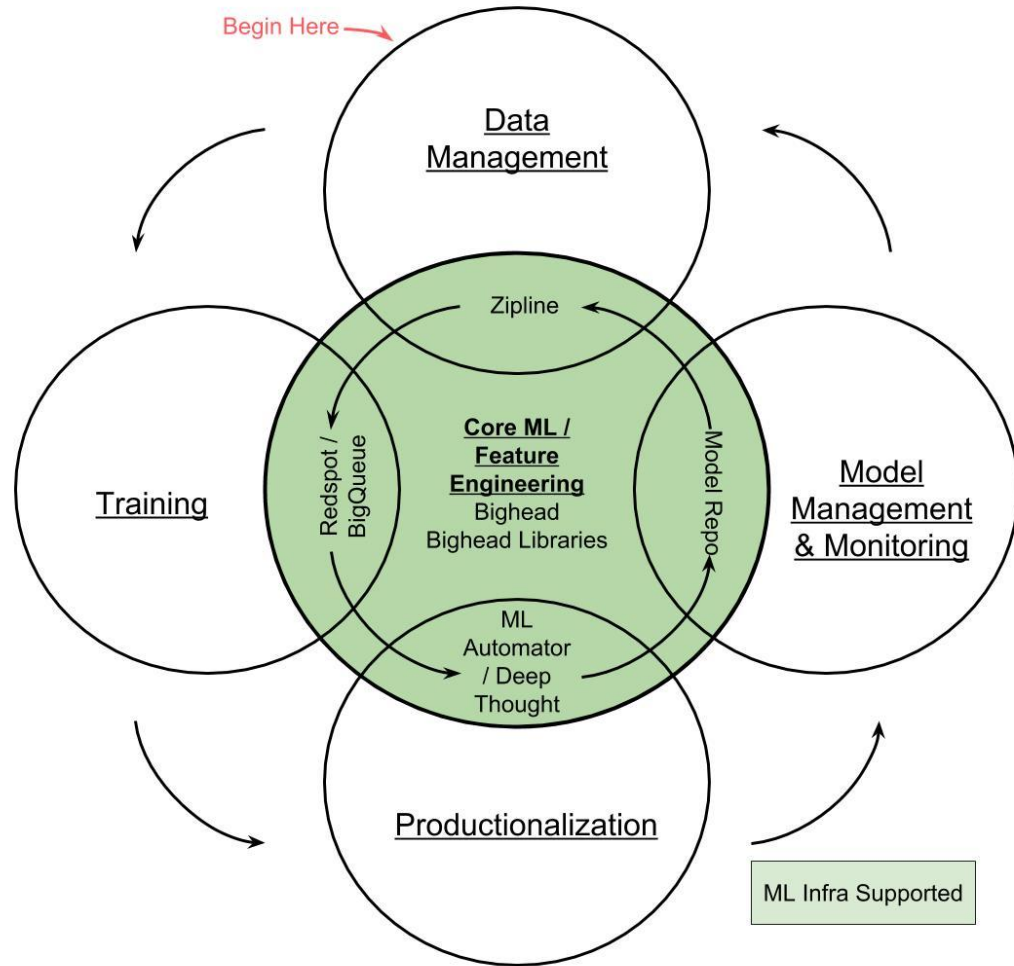 Begin Here
Data
Management
Zipline
Training
Redspot /
BigQueue
Core ML /
Feature
Engineering
Bighead
Bighead Libraries
Model Repo
Model
Management
& Monitoring
ML
Automator
/ Deep
Thought
Productionalization
ML Infra Supported